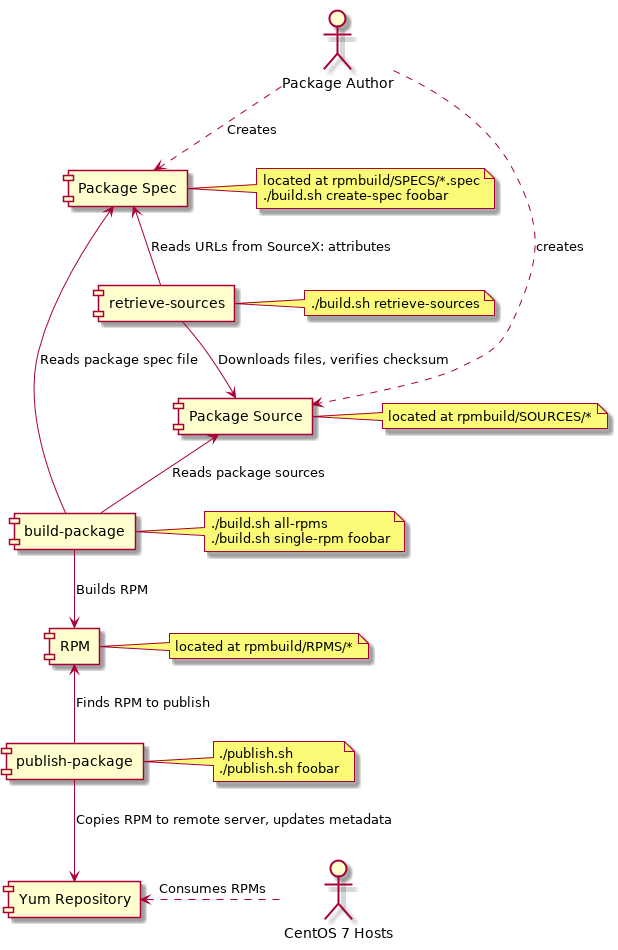 Package Author
Creates
Package Spec
located at rpmbuild/SPECS/*.spec
./build.sh create-spec foobar
Reads URLs from SourceX: attributes
creates
retrieve-sources
./build.sh retrieve-sources
Reads package spec file
Downloads files, verifies checksum
Package Source
located at rpmbuild/SOURCES/*
Reads package sources
build-package
./build.sh all-rpms
./build.sh single-rpm foobar
Builds RPM
RPM
located at rpmbuild/RPMS/*
Finds RPM to publish
publish-package
./publish.sh
./publish.sh foobar
Copies RPM to remote server, updates metadata
Yum Repository
Consumes RPMs
CentOS 7 Hosts